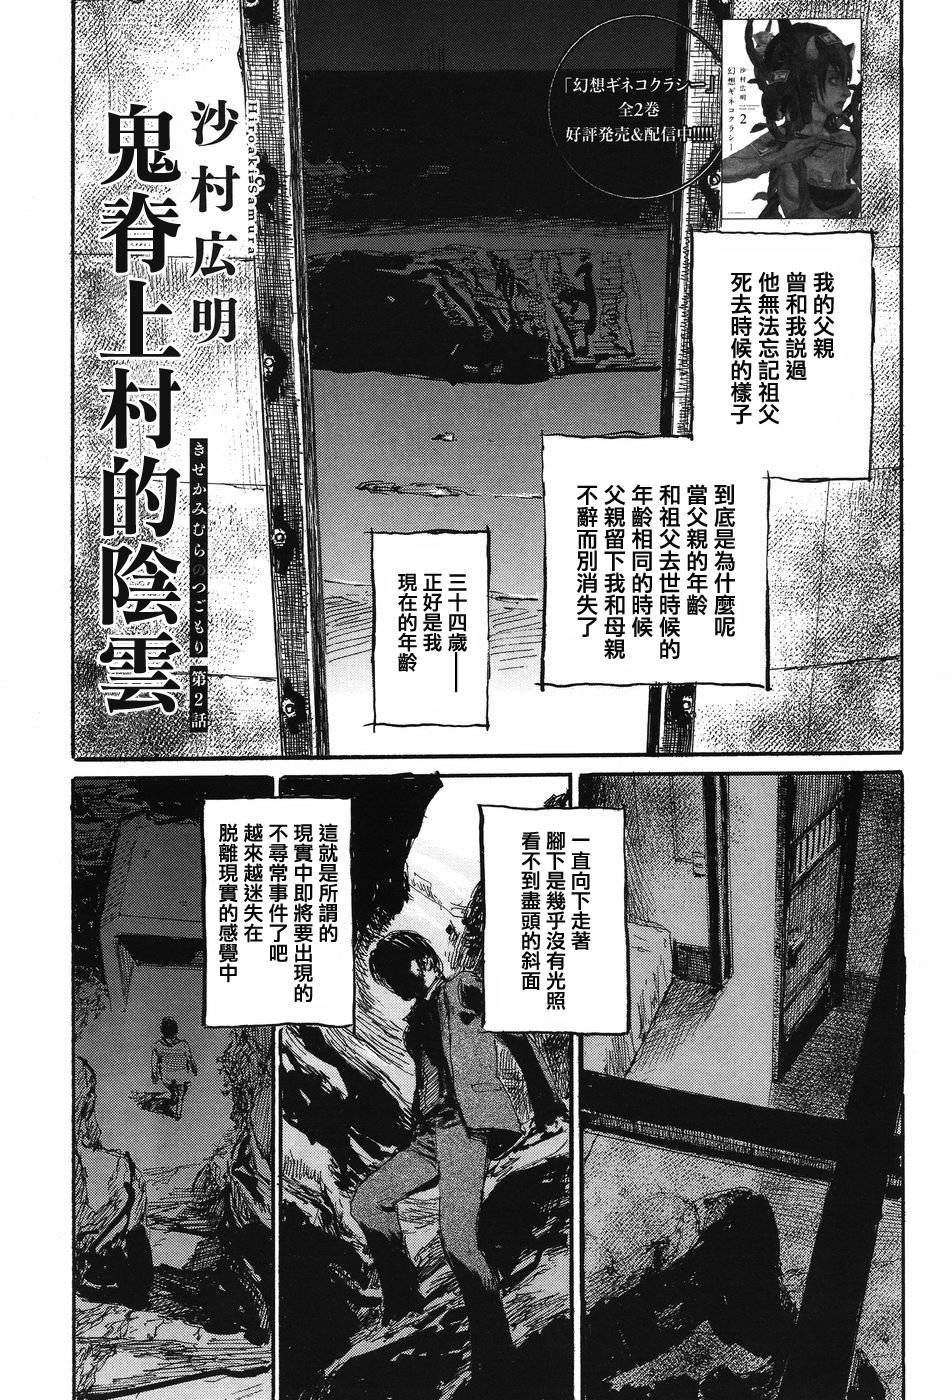 「幻想ギネコクラシー」
全2巻
好評発売&配信中!!!!!
沙村広明
幻想ギネコクラシー
2
我的父親
曾和我説過
他無法忘記祖父
死去時候的樣子
到底是為什麼呢
當父親的年齡
和祖父去世時候的
年齡相同的時候
父親留下我和母親
不辭而別消失了
三十四歲——
正好是我
現在的年齡
Hiroaki Samura
沙村広明
鬼脊上村的陰雲
きせかみむらのつごもり
第2話
一直向下走著
腳下是幾乎沒有光照
看不到盡頭的斜面
這就是所謂的
現實中即將要出現的
不尋常事件了吧
越來越迷失在
脱離現實的感覺中